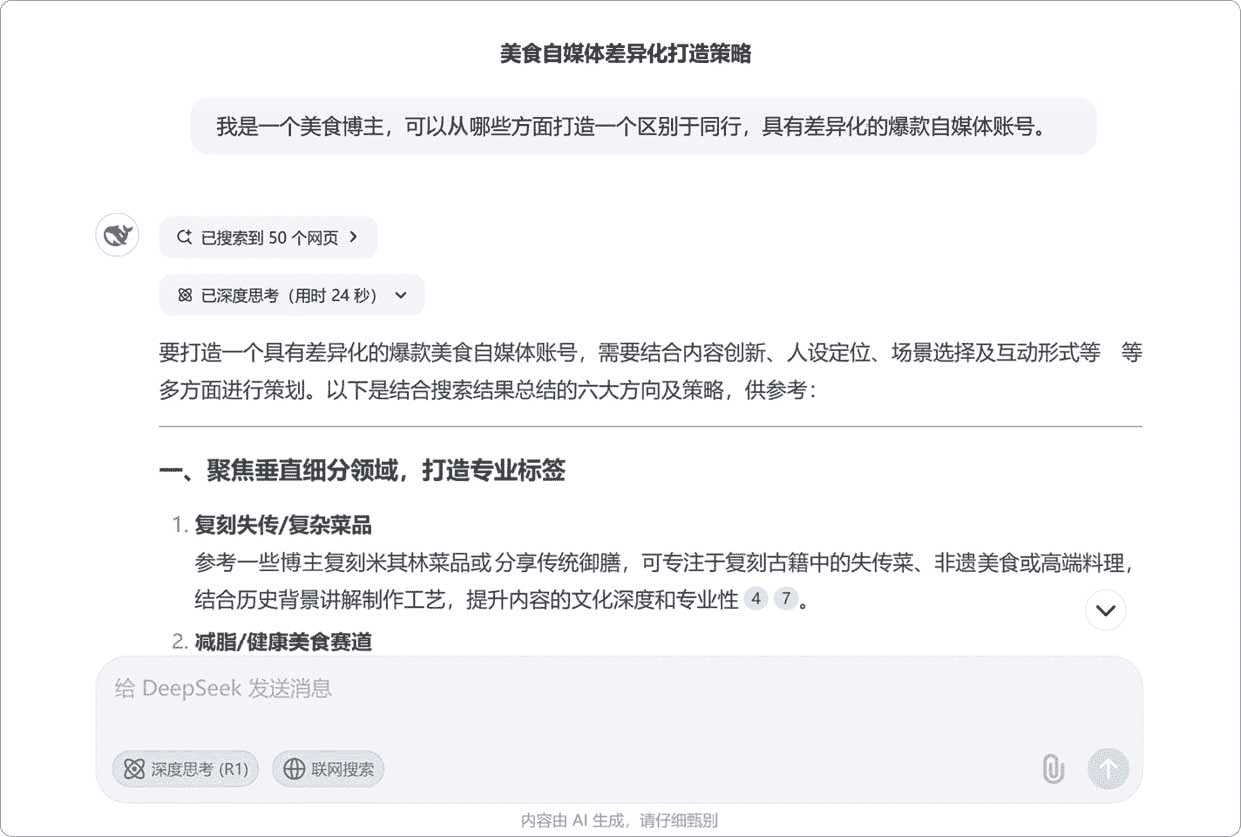 美食自媒体差异化打造策略
我是一个美食博主，可以从哪些方面打造一个区别于同行，具有差异化的爆款自媒体账号。
已搜索到 50 个网页
已深度思考（用时 24 秒）
要打造一个具有差异化的爆款美食自媒体账号，需要结合内容创新、人设定位、场景选择及互动形式等 等
多方面进行策划。以下是结合搜索结果总结的六大方向及策略，供参考：
一、聚焦垂直细分领域，打造专业标签
1. 复刻失传/复杂菜品
参考一些博主复刻米其林菜品或分享传统御膳，可专注于复刻古籍中的失传菜、非遗美食或高端料理，
结合历史背景讲解制作工艺，提升内容的文化深度和专业性 4 7 。
2. 减脂/健康美食赛道
给 DeepSeek 发送消息
深度思考 (R1) 联网搜索
内容由 AI 生成，请仔细甄别